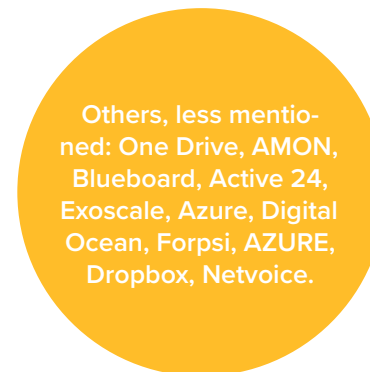 Others, less mentio-
ned: One Drive, AMON,
Blueboard, Active 24,
Exoscale, Azure, Digital
Ocean, Forpsi, AZURE,
Dropbox, Netvoice.